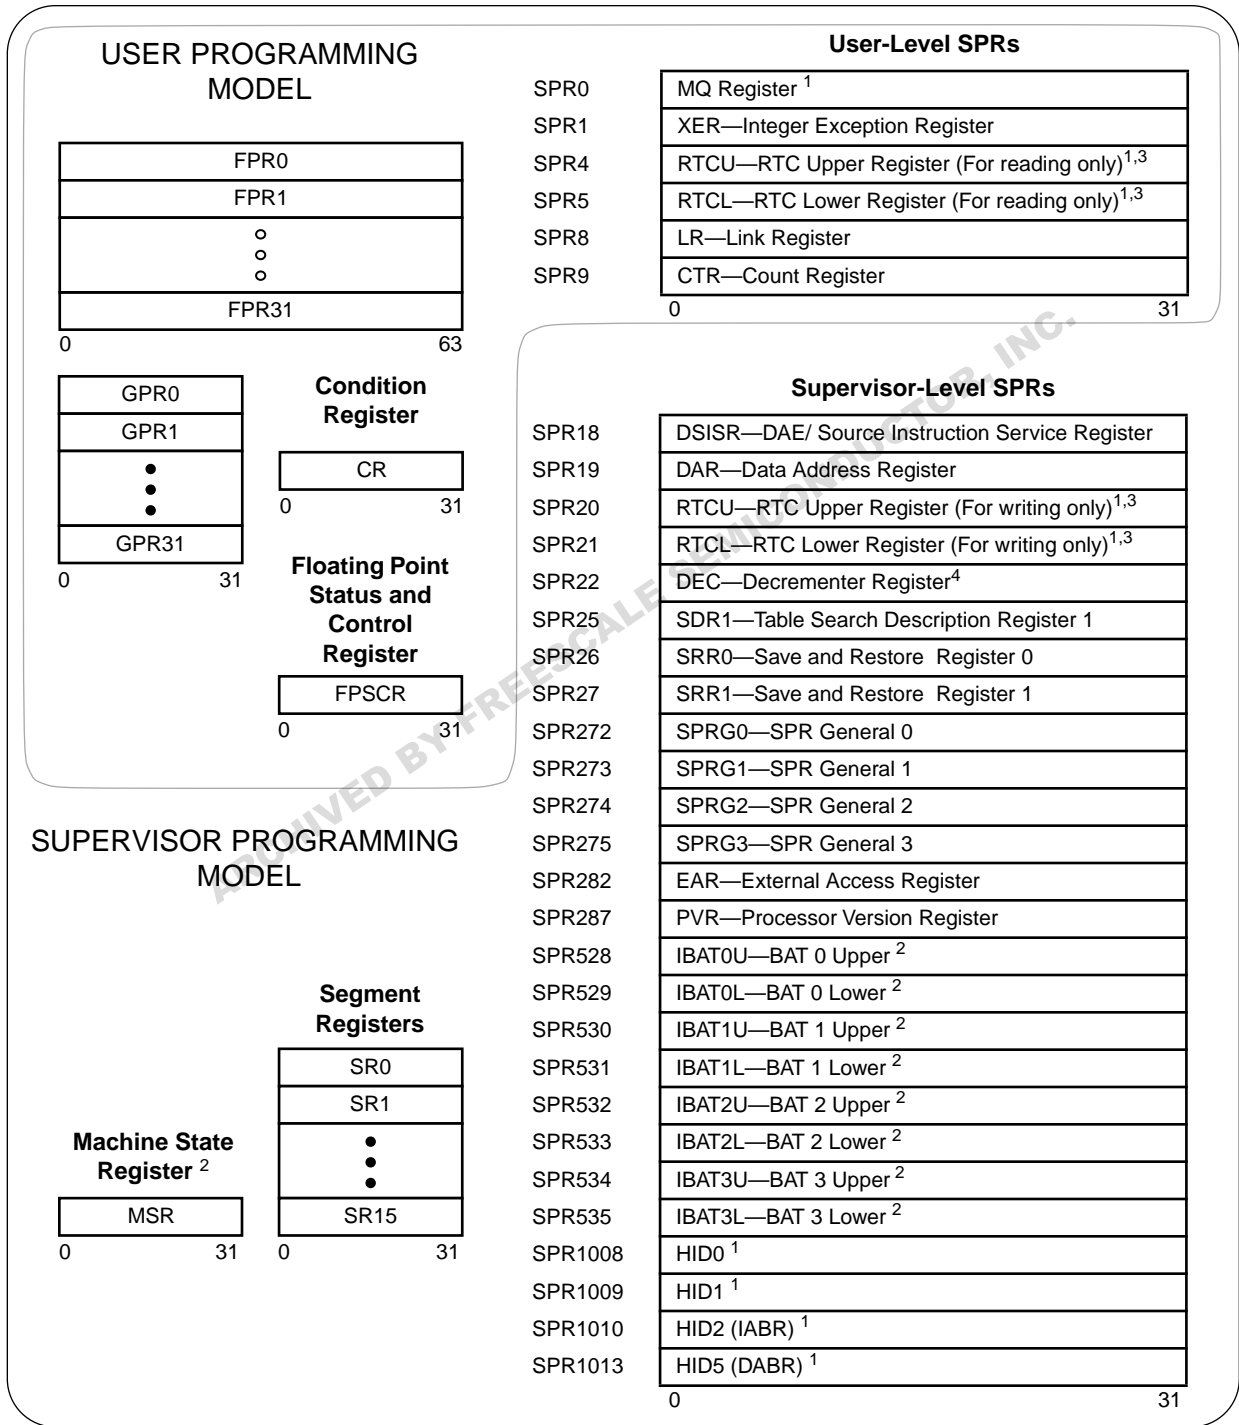 USER PROGRAMMING
MODEL
FPR0
FPR1
FPR31
0 63
GPR0
GPR1
GPR31
0 31
Condition
Register
CR
0 31
Floating Point
Status and
Control
Register
FPSCR
0 31
User-Level SPRs
SPR0 MQ Register 1
SPR1 XER—Integer Exception Register
SPR4 RTCU—RTC Upper Register (For reading only)1,3
SPR5 RTCL—RTC Lower Register (For reading only)1,3
SPR8 LR—Link Register
SPR9 CTR—Count Register
0 31
SUPERVISOR PROGRAMMING
MODEL
Machine State
Register 2
MSR
0 31
Segment
Registers
SR0
SR1
SR15
0 31
Supervisor-Level SPRs
SPR18 DSISR—DAE/ Source Instruction Service Register
SPR19 DAR—Data Address Register
SPR20 RTCU—RTC Upper Register (For writing only)1,3
SPR21 RTCL—RTC Lower Register (For writing only)1,3
SPR22 DEC—Decrementer Register4
SPR25 SDR1—Table Search Description Register 1
SPR26 SRR0—Save and Restore Register 0
SPR27 SRR1—Save and Restore Register 1
SPR272 SPRG0—SPR General 0
SPR273 SPRG1—SPR General 1
SPR274 SPRG2—SPR General 2
SPR275 SPRG3—SPR General 3
SPR282 EAR—External Access Register
SPR287 PVR—Processor Version Register
SPR528 IBAT0U—BAT 0 Upper 2
SPR529 IBAT0L—BAT 0 Lower 2
SPR530 IBAT1U—BAT 1 Upper 2
SPR531 IBAT1L—BAT 1 Lower 2
SPR532 IBAT2U—BAT 2 Upper 2
SPR533 IBAT2L—BAT 2 Lower 2
SPR534 IBAT3U—BAT 3 Upper 2
SPR535 IBAT3L—BAT 3 Lower 2
SPR1008 HID0 1
SPR1009 HID1 1
SPR1010 HID2 (IABR) 1
SPR1013 HID5 (DABR) 1
0 31
ARCHIVED BY FREESCALE SEMICONDUCTOR, INC.